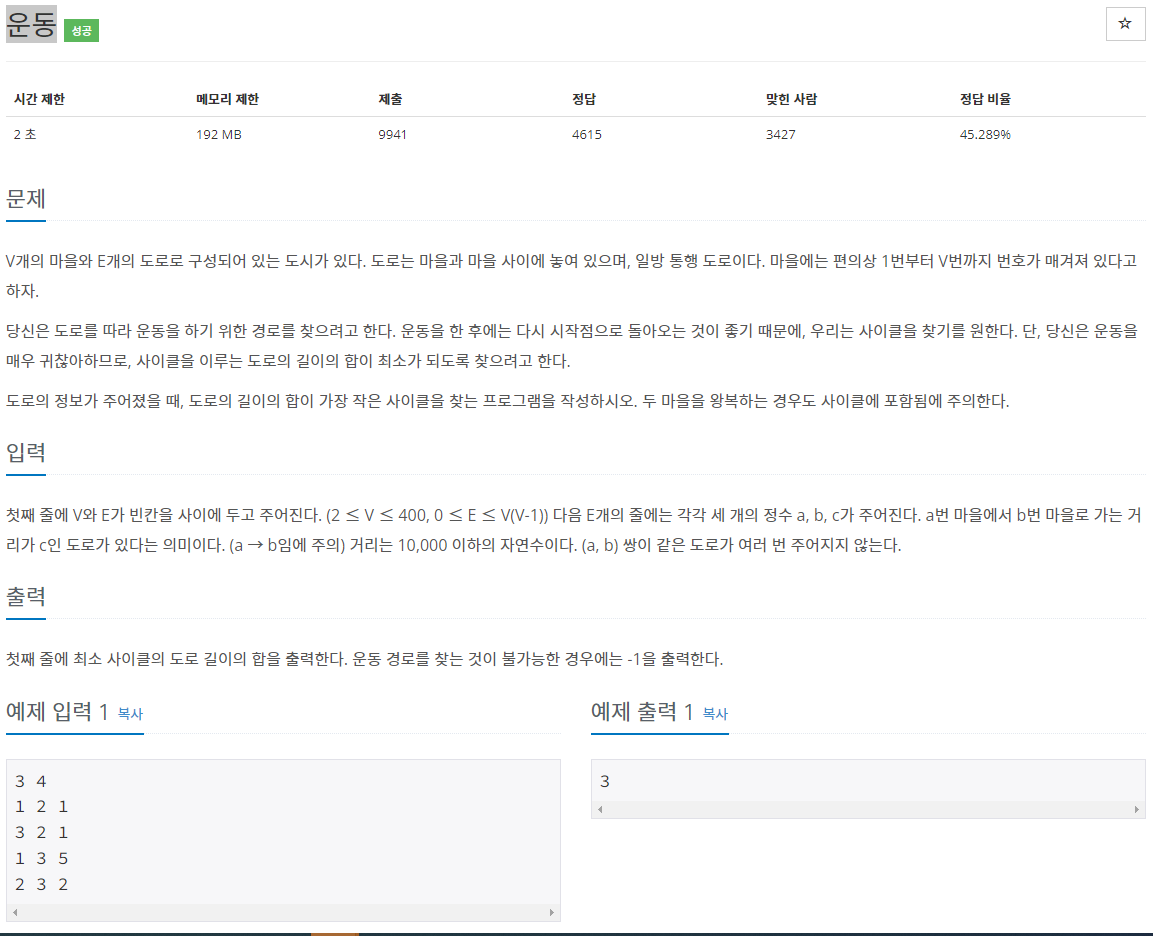 운동 성공 ☆
시간 제한 메모리 제한 제출 정답 맞힌 사람 정답 비율
2 초 192 MB 9941 4615 3427 45.289%
문제
V개의 마을와 E개의 도로로 구성되어 있는 도시가 있다. 도로는 마을과 마을 사이에 놓여 있으며, 일방 통행 도로이다. 마을에는 편의상 1번부터 V번까지 번호가 매겨져 있다고
하자.
당신은 도로를 따라 운동을 하기 위한 경로를 찾으려고 한다. 운동을 한 후에는 다시 시작점으로 돌아오는 것이 좋기 때문에, 우리는 사이클을 찾기를 원한다. 단, 당신은 운동을
매우 귀찮아하므로, 사이클을 이루는 도로의 길이의 합이 최소가 되도록 찾으려고 한다.
도로의 정보가 주어졌을 때, 도로의 길이의 합이 가장 작은 사이클을 찾는 프로그램을 작성하시오. 두 마을을 왕복하는 경우도 사이클에 포함됨에 주의한다.
입력
첫째 줄에 V와 E가 빈칸을 사이에 두고 주어진다. (2 ≤ V ≤ 400, 0 ≤ E ≤ V(V-1)) 다음 E개의 줄에는 각각 세 개의 정수 a, b, c가 주어진다. a번 마을에서 b번 마을로 가는 거
리가 c인 도로가 있다는 의미이다. (a → b임에 주의) 거리는 10,000 이하의 자연수이다. (a, b) 쌍이 같은 도로가 여러 번 주어지지 않는다.
출력
첫째 줄에 최소 사이클의 도로 길이의 합을 출력한다. 운동 경로를 찾는 것이 불가능한 경우에는 -1을 출력한다.
예제 입력 1 복사
3 4
1 2 1
3 2 1
1 3 5
2 3 2
예제 출력 1 복사
3